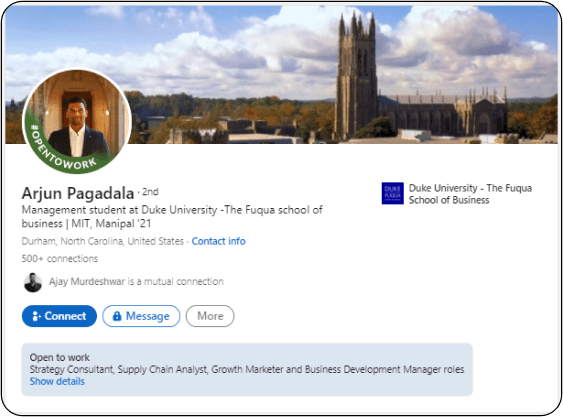 #OPENTOWORK
Arjun Pagadala · 2nd
Management student at Duke University -The Fuqua school of
business | MIT, Manipal '21
Durham, North Carolina, United States · Contact info
500+ connections
Ajay Murdeshwar is a mutual connection
Connect
Message
More
DUKE
FUQUA
Duke University - The Fuqua
School of Business
Open to work
Strategy Consultant, Supply Chain Analyst, Growth Marketer and Business Development Manager roles
Show details